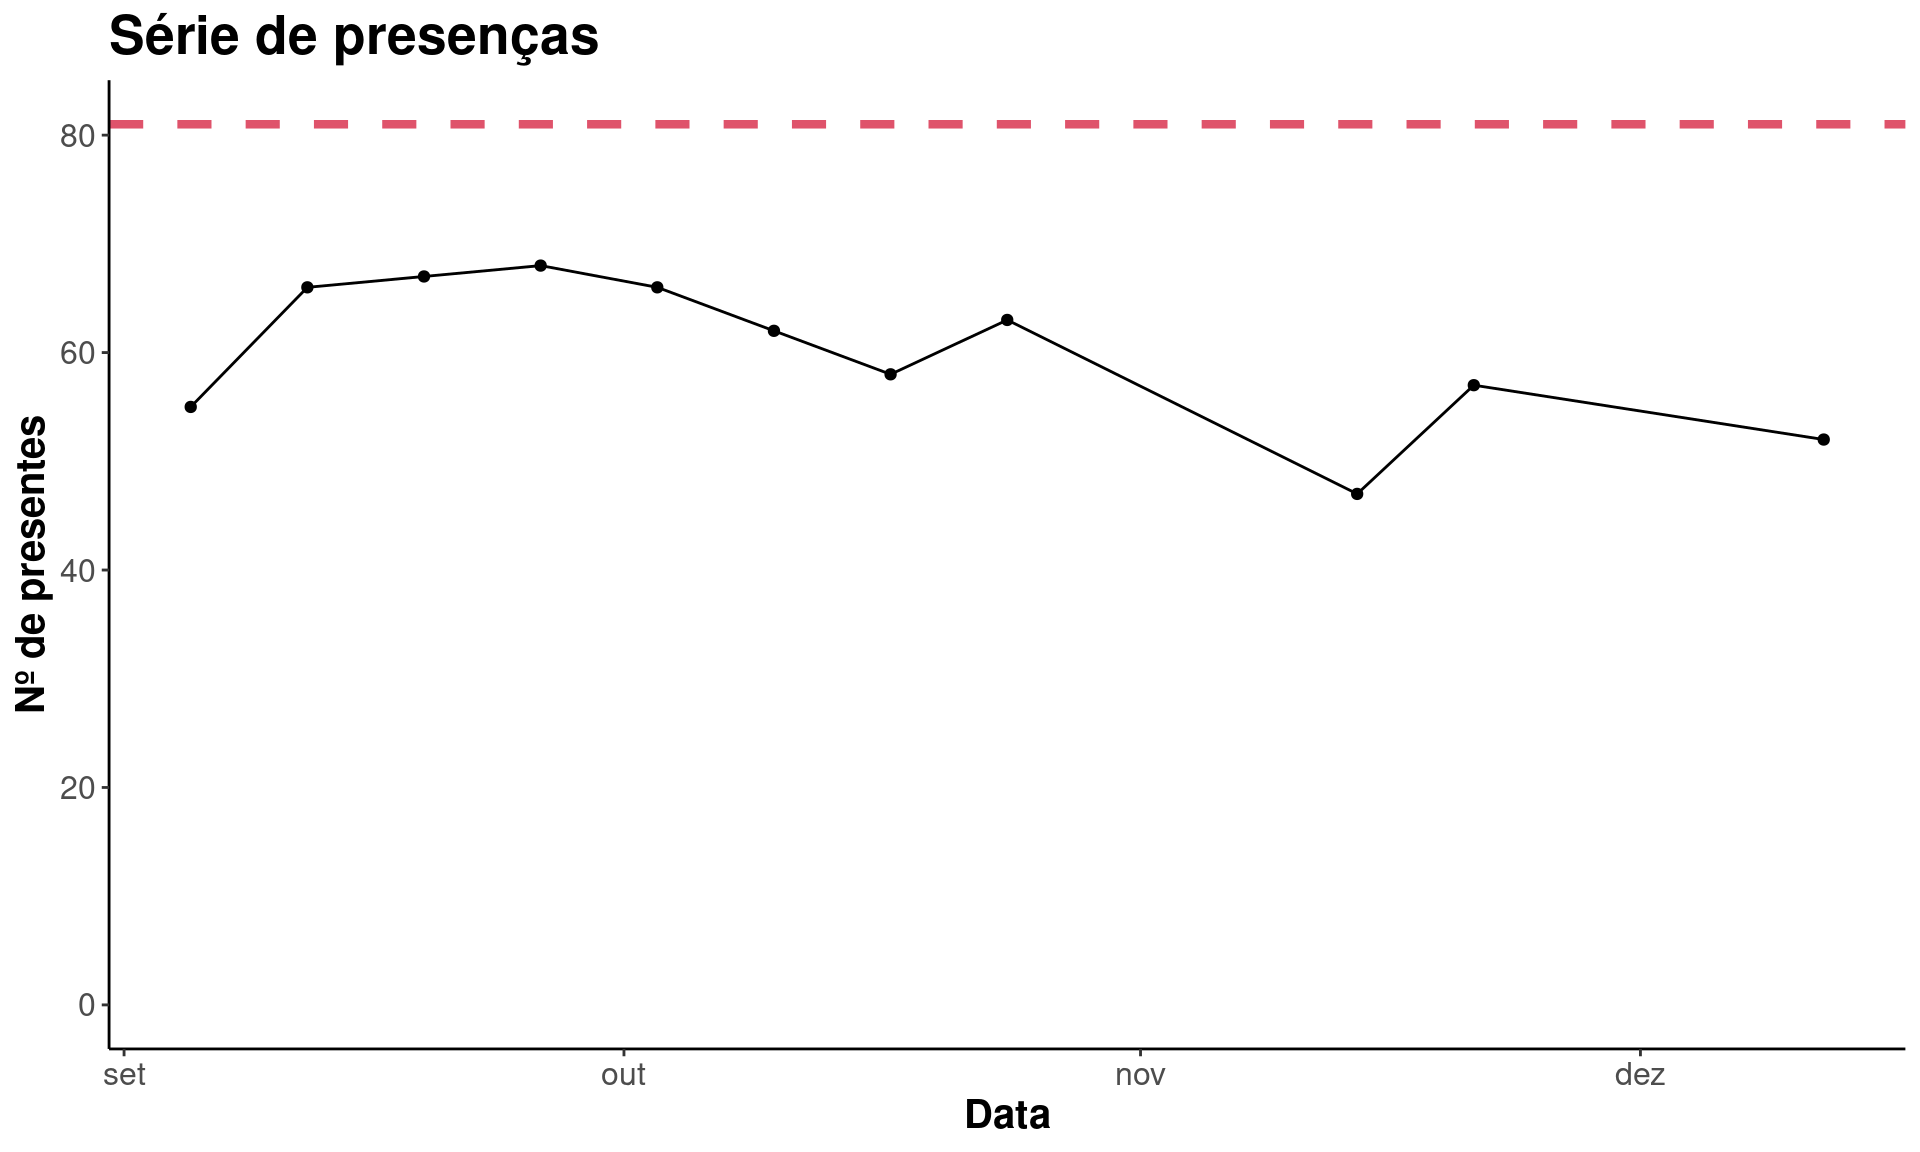 Série de presenças
Nº de presentes
80
60
40
20
0
set
out
nov
dez
Data